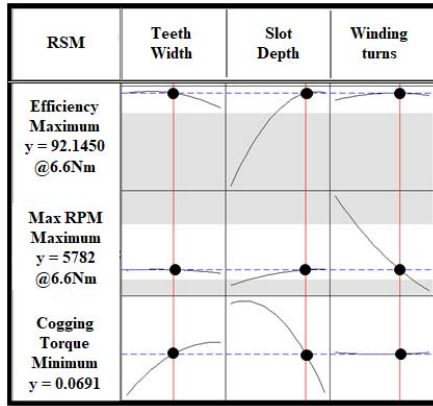 RSM
Teeth
Width
Slot
Depth
Winding
turns
Efficiency
Maximum
y = 92.1450
@6.6Nm
Max RPM
Maximum
y = 5782
@6.6Nm
Cogging
Torque
Minimum
y = 0.0691